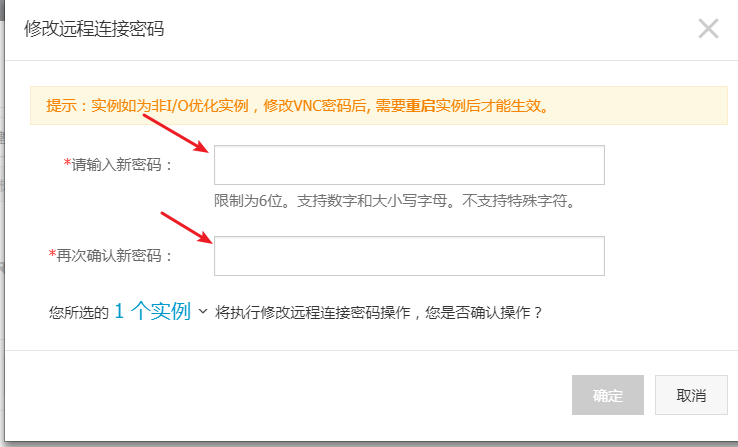 修改远程连接密码
提示：实例如为非I/O优化实例，修改VNC密码后, 需要重启实例后才能生效。
*请输入新密码：
限制为6位。支持数字和大小写字母。不支持特殊字符。
*再次确认新密码：
您所选的 1 个实例 将执行修改远程连接密码操作，您是否确认操作？
确定 取消